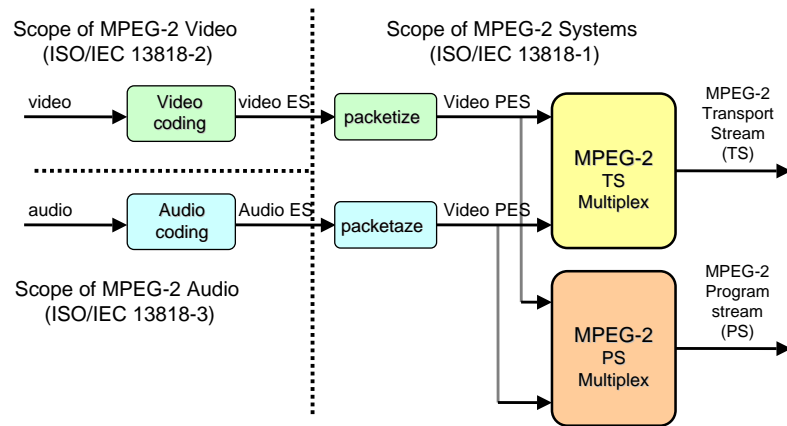 Scope of MPEG-2 Video
(ISO/IEC 13818-2)
Scope of MPEG-2 Systems
(ISO/IEC 13818-1)
video
Video
coding
video ES
packetize
Video PES
MPEG-2
TS
Multiplex
MPEG-2
Transport
Stream
(TS)
audio
Audio
coding
Audio ES
packetaze
Video PES
Scope of MPEG-2 Audio
(ISO/IEC 13818-3)
MPEG-2
PS
Multiplex
MPEG-2
Program
stream
(PS)